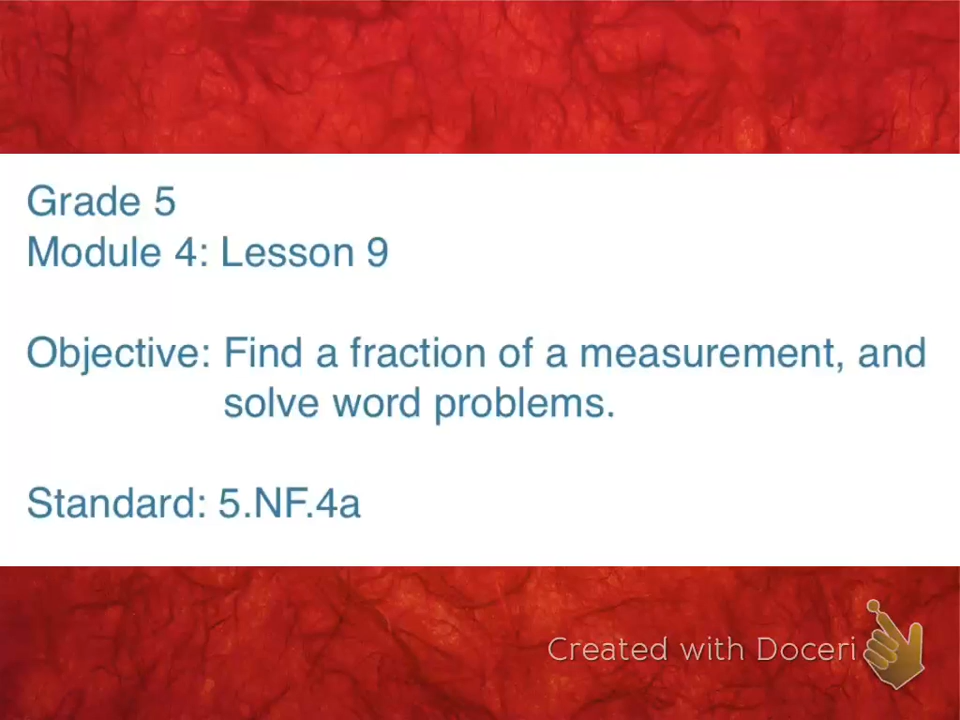 Grade 5
Module 4: Lesson 9
Objective: Find a fraction of a measurement, and
solve word problems.
Standard: 5.NF.4a
Created with Doceri